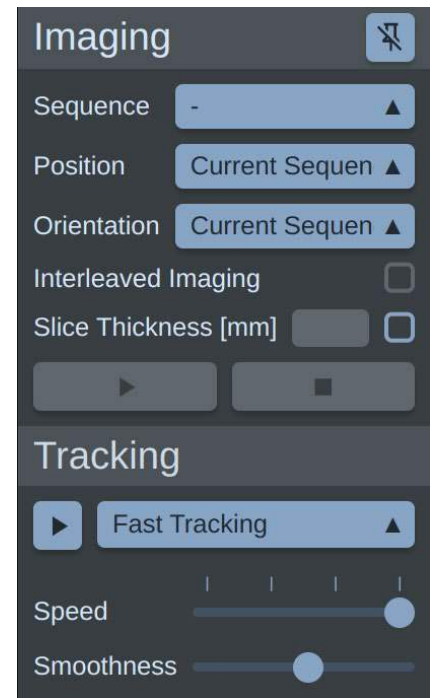 Imaging
Sequence -
Position Current Sequen
Orientation Current Sequen
Interleaved Imaging
Slice Thickness [mm]
Tracking
Fast Tracking
Speed
Smoothness